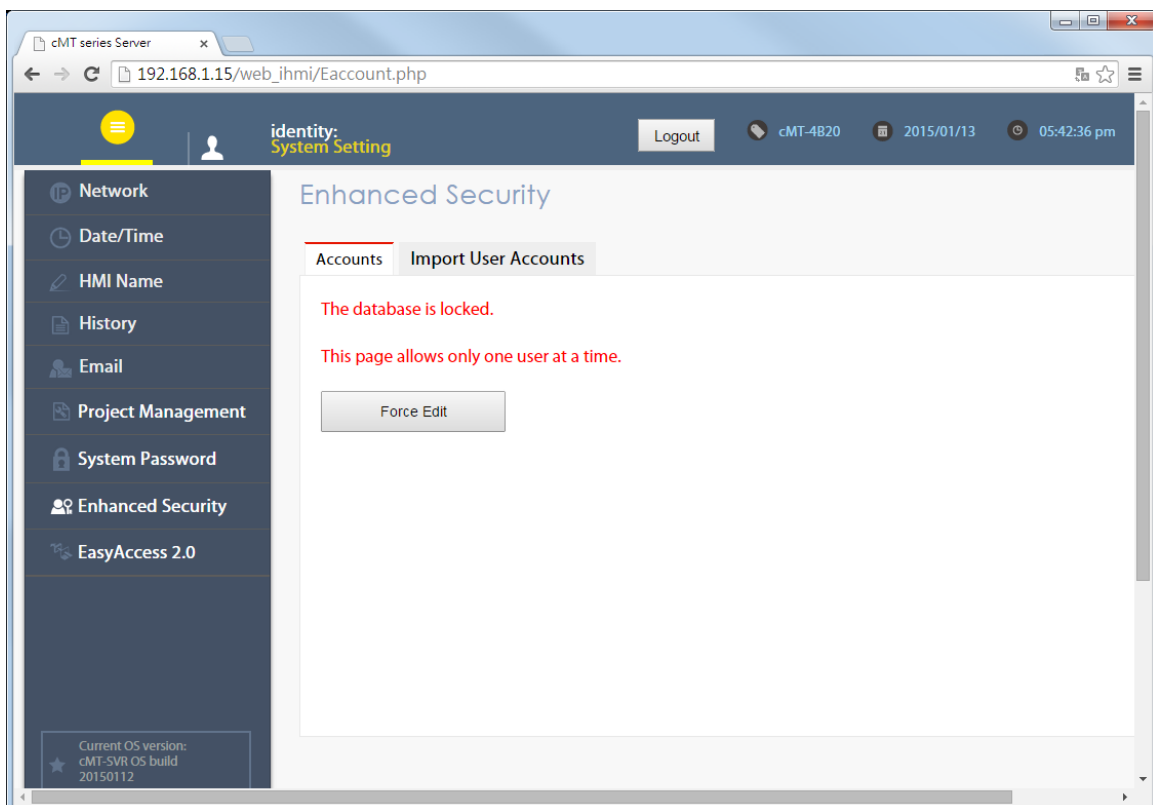 cMT series Server
192.168.1.15/web_ihmi/Eaccount.php
identity:
System Setting
Logout
cMT-4B20
2015/01/13
05:42:36 pm
Network
Date/Time
HMI Name
History
Email
Project Management
System Password
Enhanced Security
EasyAccess 2.0
Current OS version:
cMT-SVR OS build
20150112
Enhanced Security
Accounts
Import User Accounts
The database is locked.
This page allows only one user at a time.
Force Edit